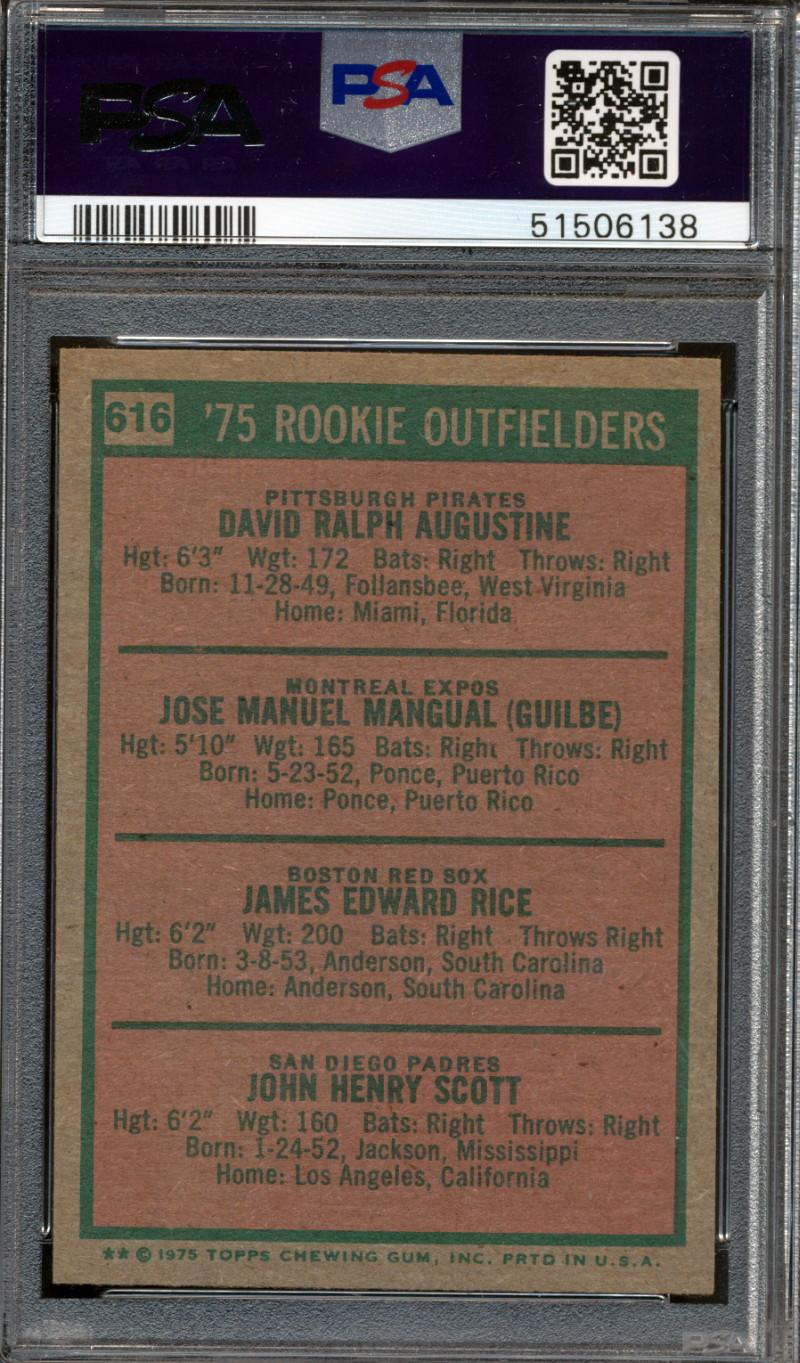 PSA
PSA
51506138
616 '75 ROOKIE OUTFIELDERS
PITTSBURGH PIRATES
DAVID RALPH AUGUSTINE
Hgt: 6'3" Wgt: 172 Bats: Right Throws: Right
Born: 11-28-49, Follansbee, West Virginia
Home: Miami, Florida
MONTREAL EXPOS
JOSE MANUEL MANGUAL (GUILBE)
Hgt: 5'10" Wgt: 165 Bats: Right Throws: Right
Born: 5-23-52, Ponce, Puerto Rico
Home: Ponce, Puerto Rico
BOSTON RED SOX
JAMES EDWARD RICE
Hgt: 6'2" Wgt: 200 Bats: Right Throws Right
Born: 3-8-53, Anderson, South Carolina
Home: Anderson, South Carolina
SAN DIEGO PADRES
JOHN HENRY SCOTT
Hgt: 6'2" Wgt: 160 Bats: Right Throws: Right
Born: 1-24-52, Jackson, Mississippi
Home: Los Angeles, California
** © 1975 TOPPS CHEWING GUM, INC. PRTD IN U.S.A.
PSA